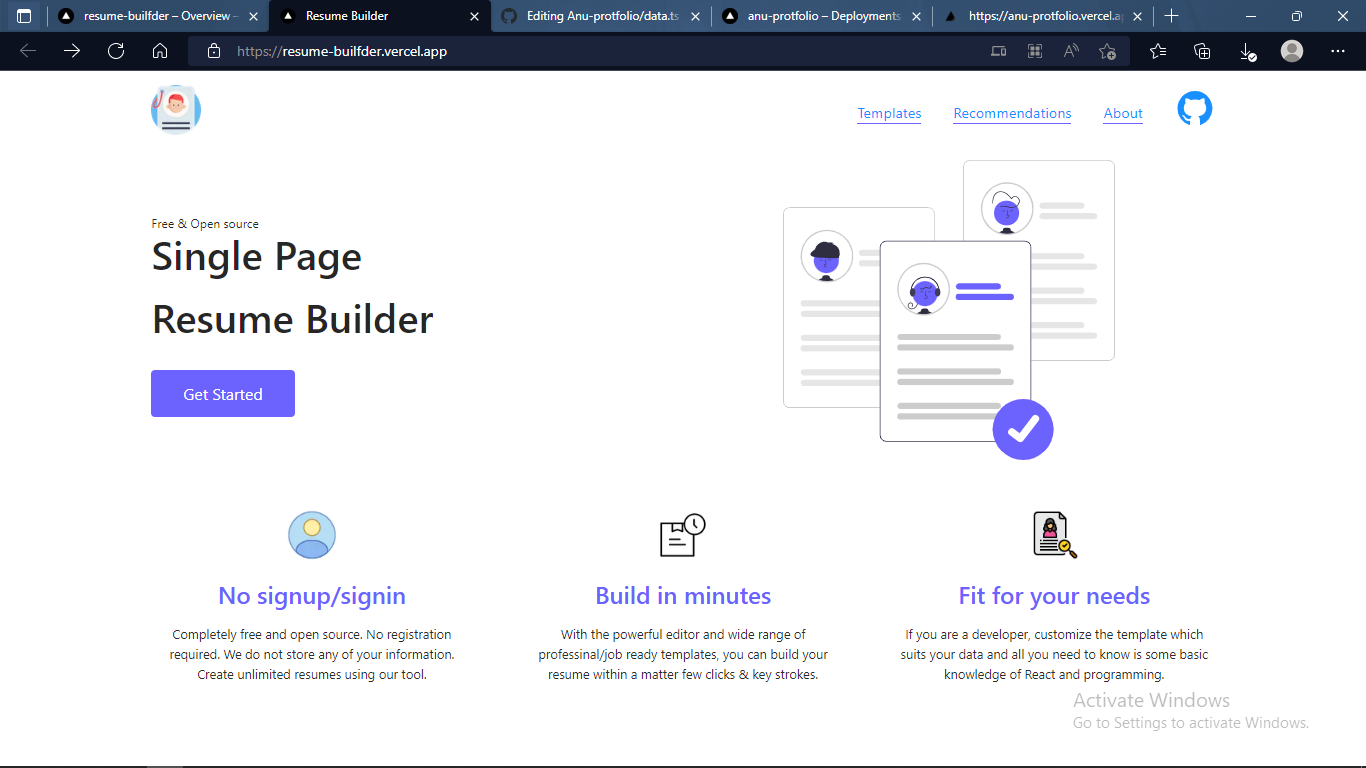 resume-builfder – Overview –
Resume Builder
Editing Anu-protfolio/data.ts
anu-protfolio – Deployments
https://anu-protfolio.vercel.ap
https://resume-builfder.vercel.app
Templates
Recommendations
About
Free & Open source
Single Page
Resume Builder
Get Started
No signup/signin
Completely free and open source. No registration
required. We do not store any of your information.
Create unlimited resumes using our tool.
Build in minutes
With the powerful editor and wide range of
professinal/job ready templates, you can build your
resume within a matter few clicks & key strokes.
Fit for your needs
If you are a developer, customize the template which
suits your data and all you need to know is some basic
knowledge of React and programming.
Activate Windows
Go to Settings to activate Windows.